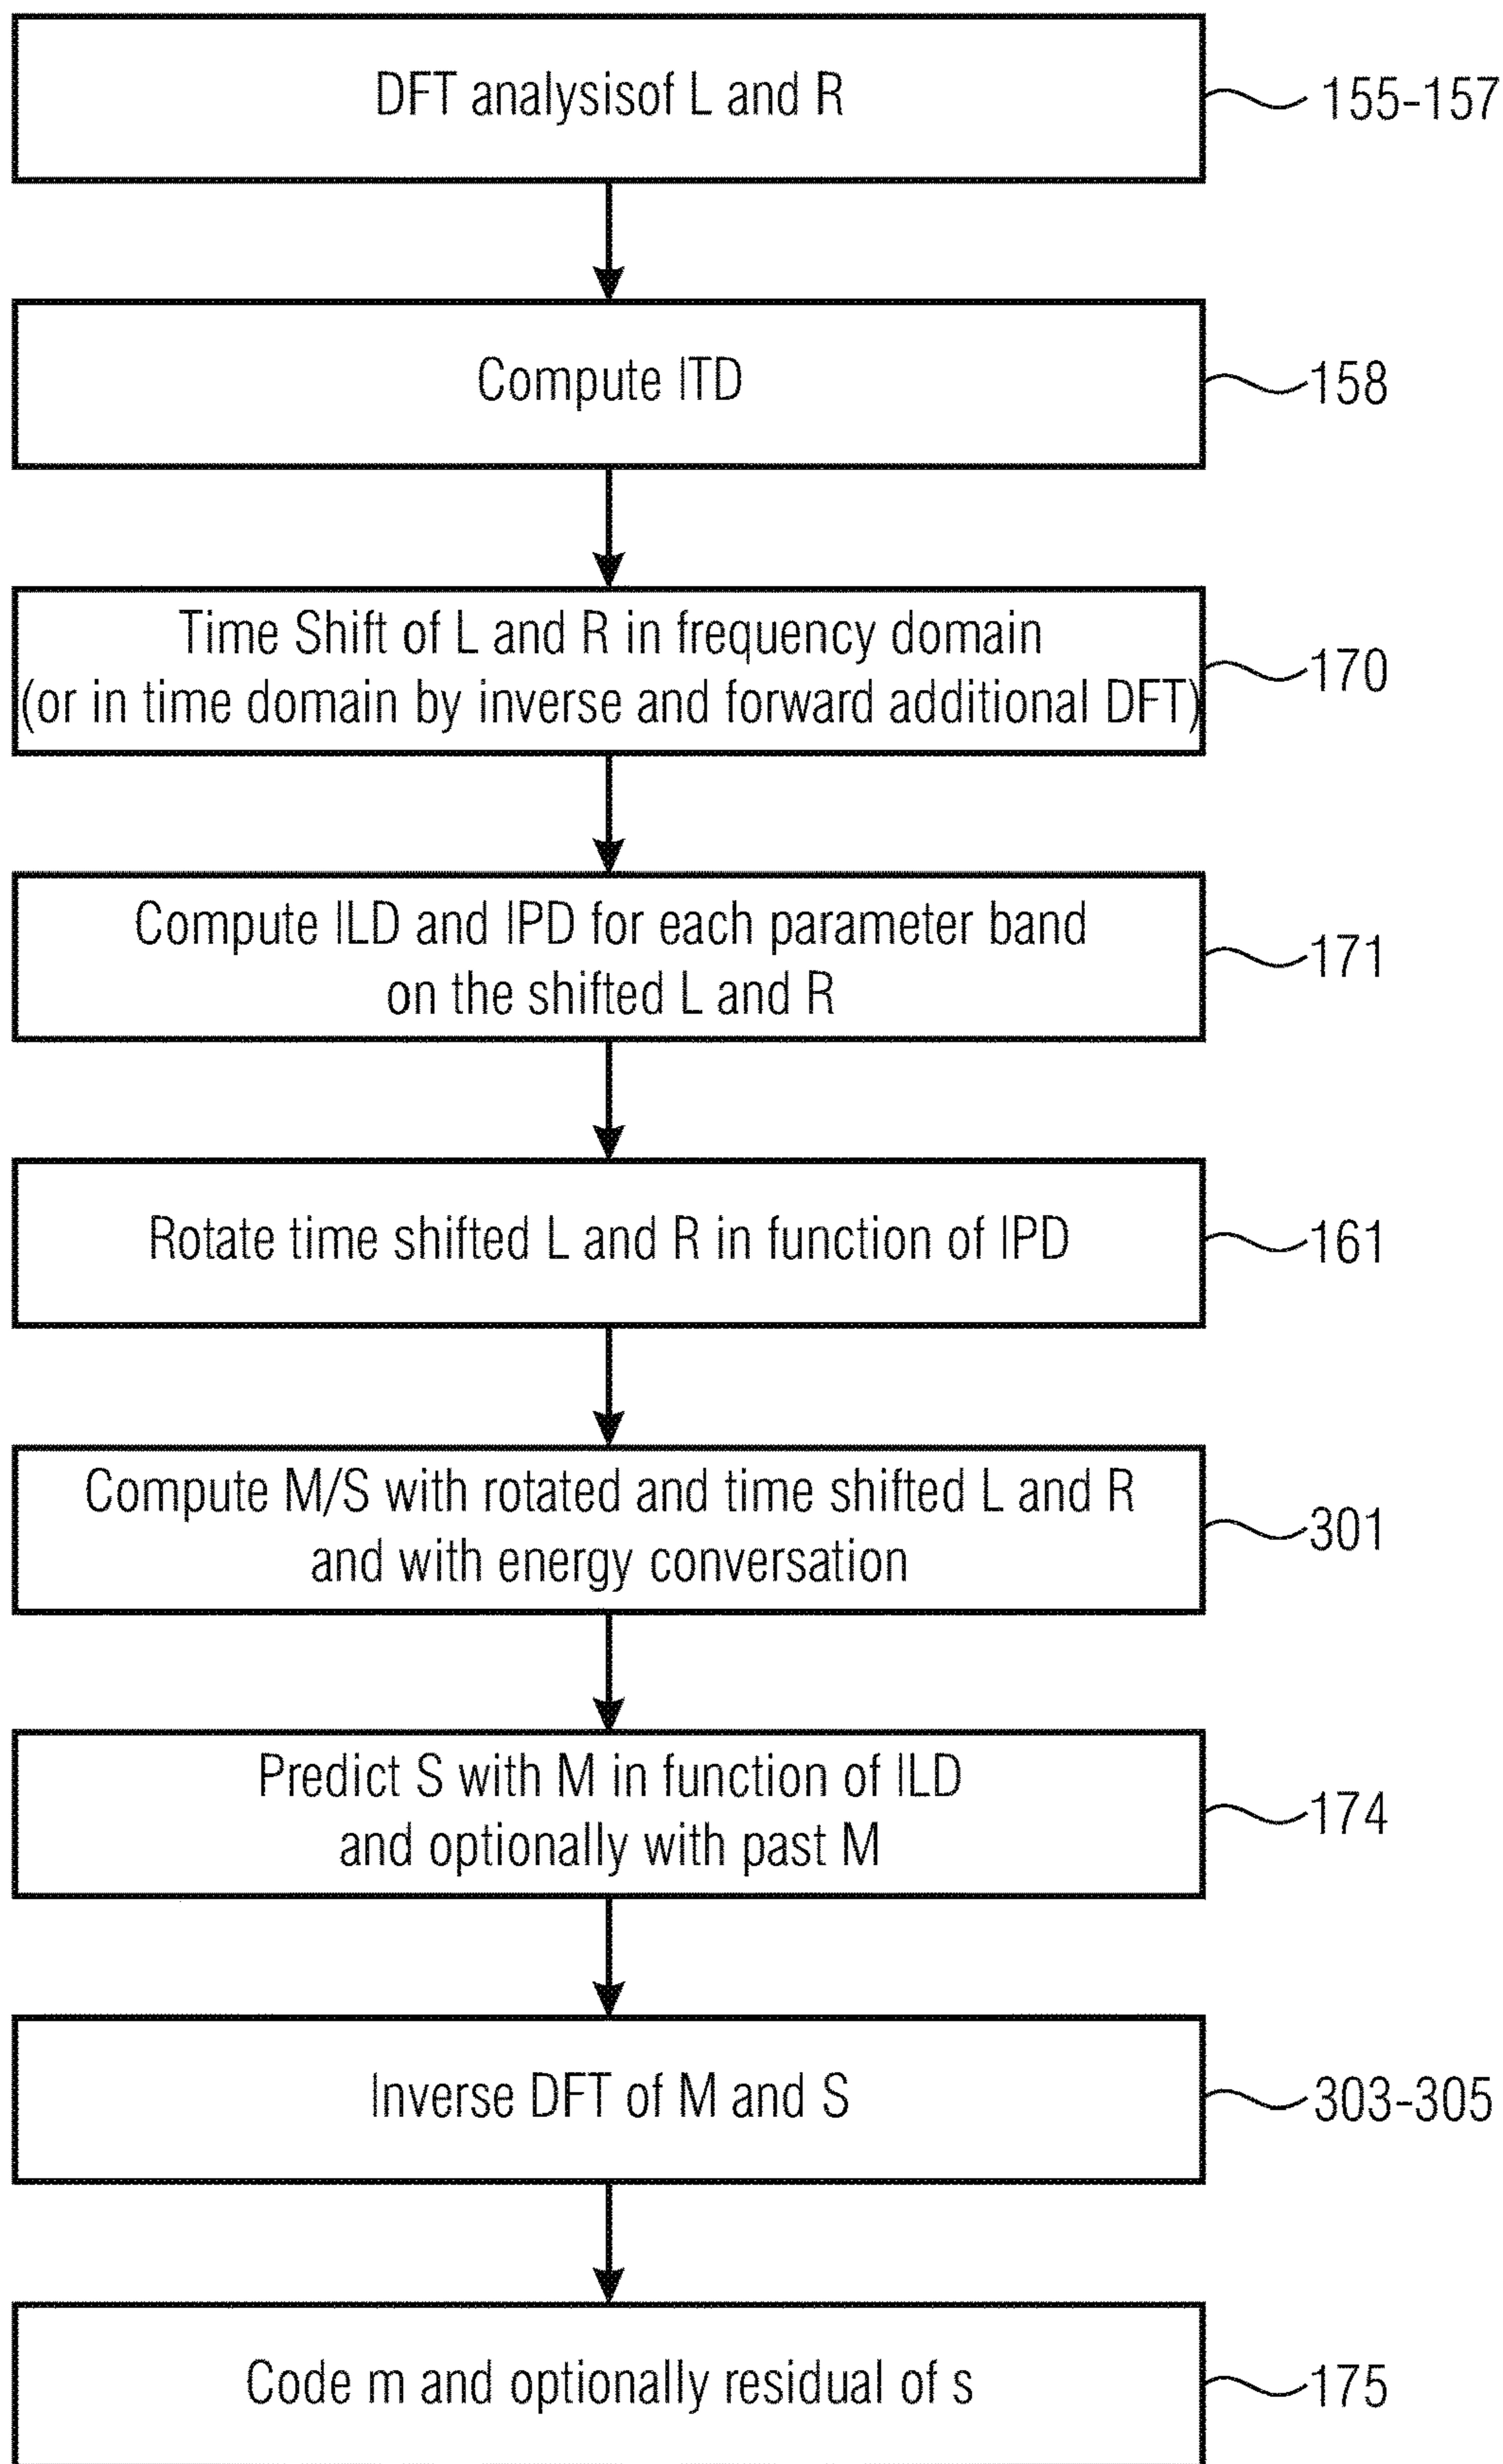 DFT analysisof L and R
155-157
Compute ITD
158
Time Shift of L and R in frequency domain
(or in time domain by inverse and forward additional DFT)
170
Compute ILD and IPD for each parameter band
on the shifted L and R
171
Rotate time shifted L and R in function of IPD
161
Compute M/S with rotated and time shifted L and R
and with energy conversation
301
Predict S with M in function of ILD
and optionally with past M
174
Inverse DFT of M and S
303-305
Code m and optionally residual of s
175